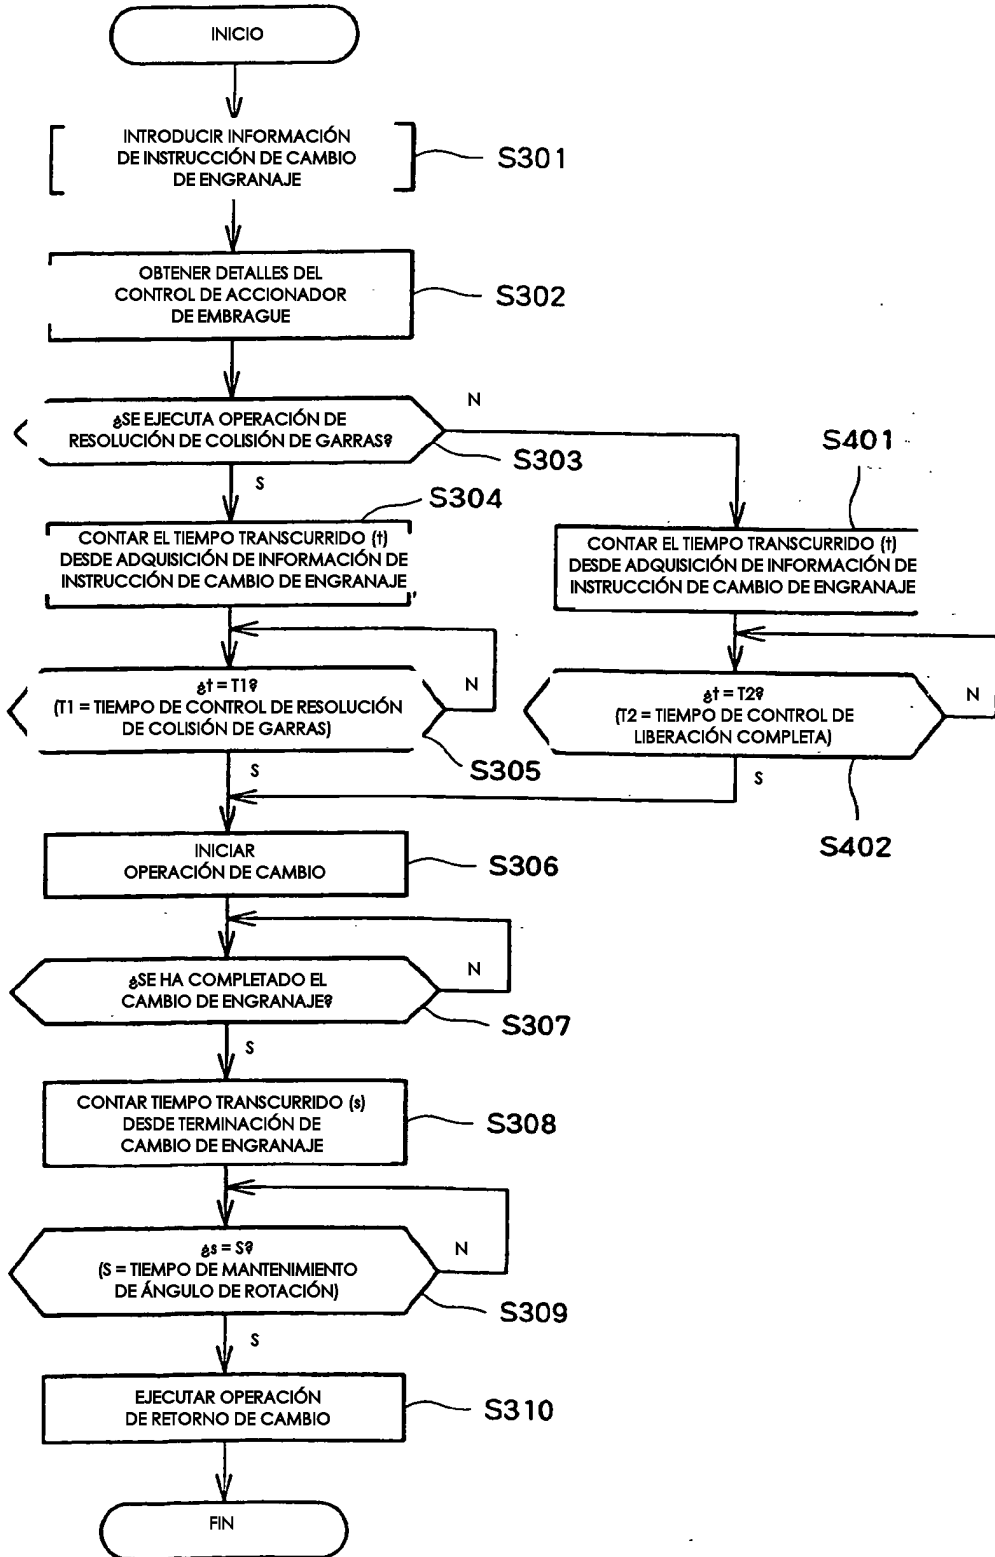 INICIO
INTRODUCIR INFORMACIÓN
DE INSTRUCCIÓN DE CAMBIO
DE ENGRANAJE
S301
OBTENER DETALLES DEL
CONTROL DE ACCIONADOR
DE EMBRAGUE
S302
¿SE EJECUTA OPERACIÓN DE
RESOLUCIÓN DE COLISIÓN DE GARRAS?
N
S303
S
S304
CONTAR EL TIEMPO TRANSCURRIDO (t)
DESDE ADQUISICIÓN DE INFORMACIÓN DE
INSTRUCCIÓN DE CAMBIO DE ENGRANAJE
S401
CONTAR EL TIEMPO TRANSCURRIDO (t)
DESDE ADQUISICIÓN DE INFORMACIÓN DE
INSTRUCCIÓN DE CAMBIO DE ENGRANAJE
¿t = T1?
(T1 = TIEMPO DE CONTROL DE RESOLUCIÓN
DE COLISIÓN DE GARRAS)
N
S305
S
¿t = T2?
(T2 = TIEMPO DE CONTROL DE
LIBERACIÓN COMPLETA)
N
S
S402
INICIAR
OPERACIÓN DE CAMBIO
S306
¿SE HA COMPLETADO EL
CAMBIO DE ENGRANAJE?
N
S307
S
CONTAR TIEMPO TRANSCURRIDO (s)
DESDE TERMINACIÓN DE
CAMBIO DE ENGRANAJE
S308
¿s = S?
(S = TIEMPO DE MANTENIMIENTO
DE ÁNGULO DE ROTACIÓN)
N
S309
S
EJECUTAR OPERACIÓN
DE RETORNO DE CAMBIO
S310
FIN